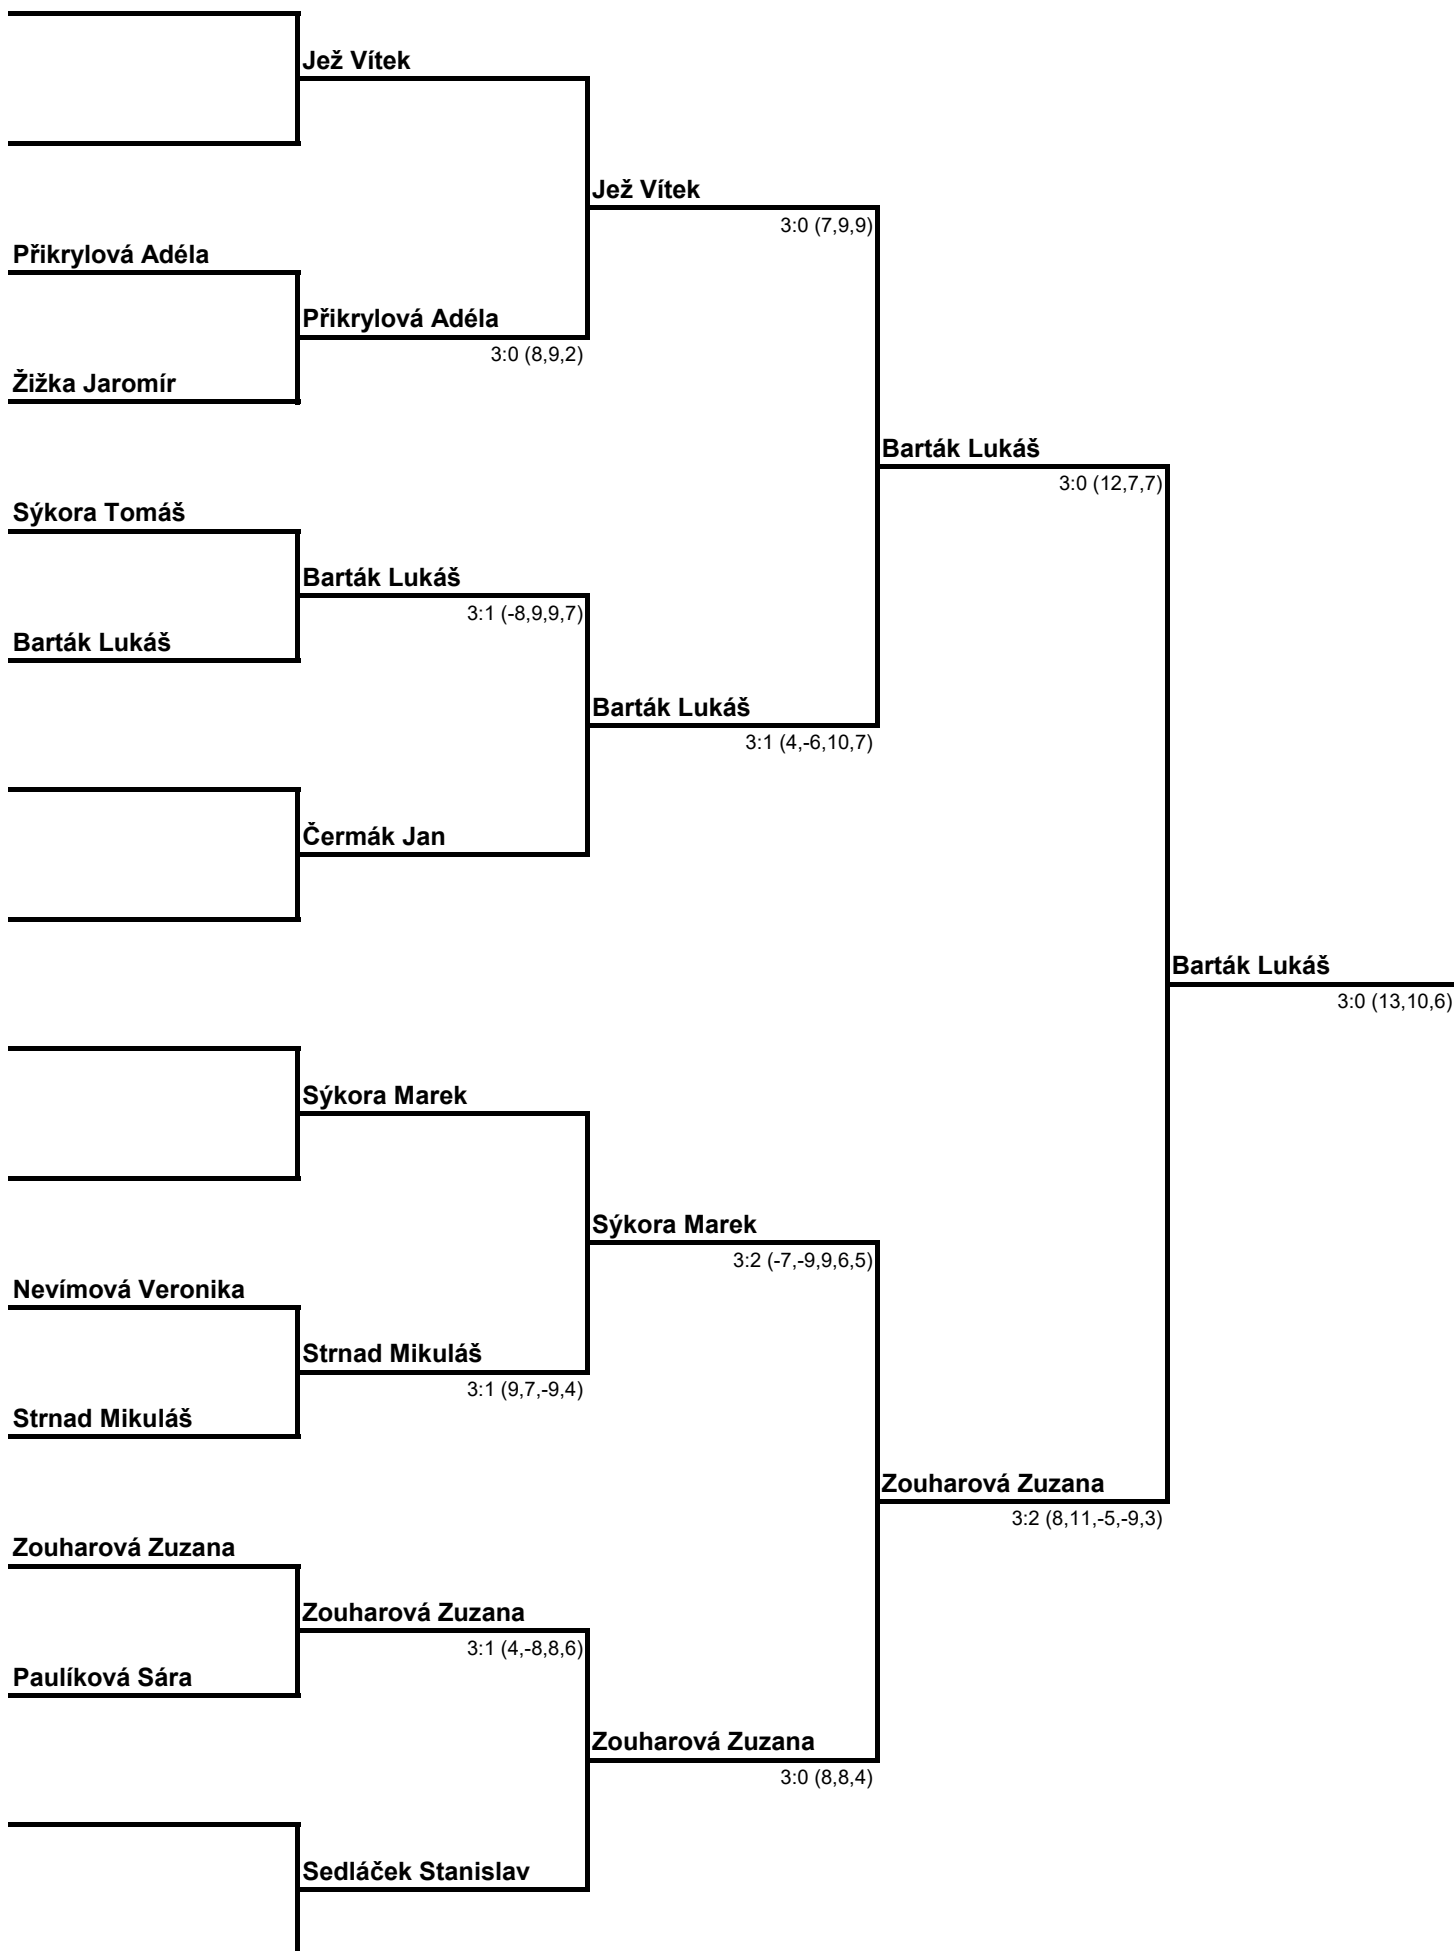 Jež Vítek
Jež Vítek
3:0 (7,9,9)
Přikrylová Adéla
Přikrylová Adéla
3:0 (8,9,2)
Žižka Jaromír
Barták Lukáš
3:0 (12,7,7)
Sýkora Tomáš
Barták Lukáš
3:1 (-8,9,9,7)
Barták Lukáš
Barták Lukáš
3:1 (4,-6,10,7)
Čermák Jan
Barták Lukáš
3:0 (13,10,6)
Sýkora Marek
Sýkora Marek
3:2 (-7,-9,9,6,5)
Nevímová Veronika
Strnad Mikuláš
3:1 (9,7,-9,4)
Strnad Mikuláš
Zouharová Zuzana
3:2 (8,11,-5,-9,3)
Zouharová Zuzana
Zouharová Zuzana
3:1 (4,-8,8,6)
Paulíková Sára
Zouharová Zuzana
3:0 (8,8,4)
Sedláček Stanislav